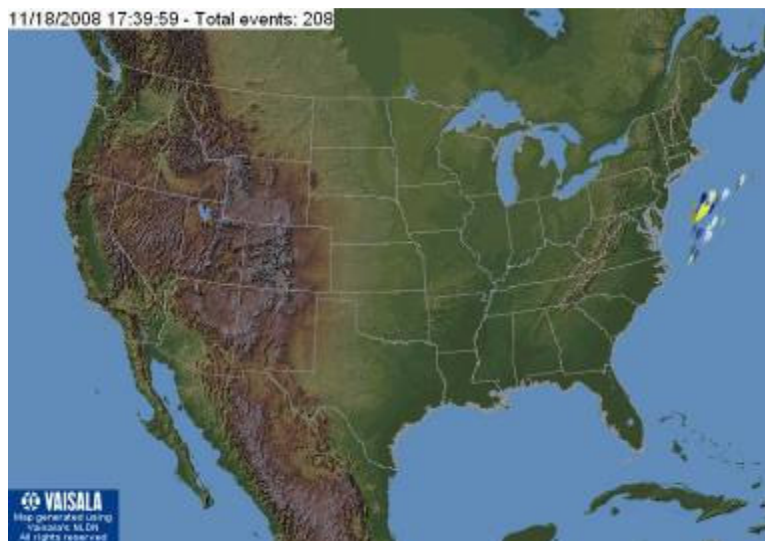 11/18/2008 17:39:59 - Total events: 208
VAISALA
Map generated using
Vaisala's NLDN
All rights reserved